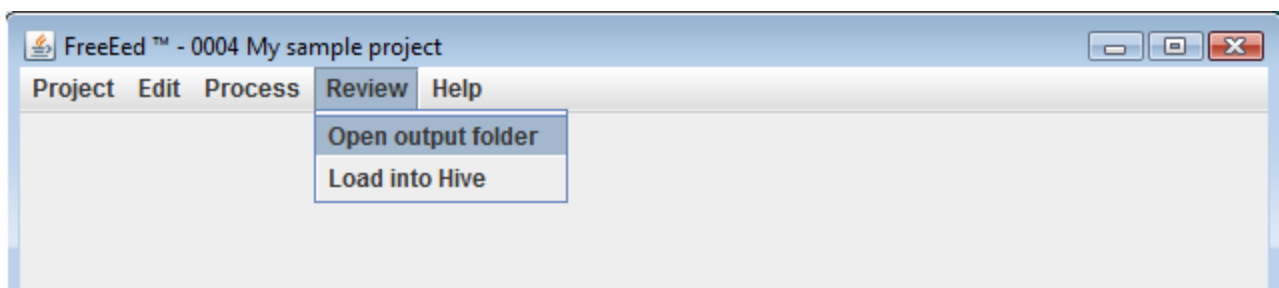 FreeEed ™ - 0004 My sample project
Project Edit Process Review Help
Open output folder
Load into Hive